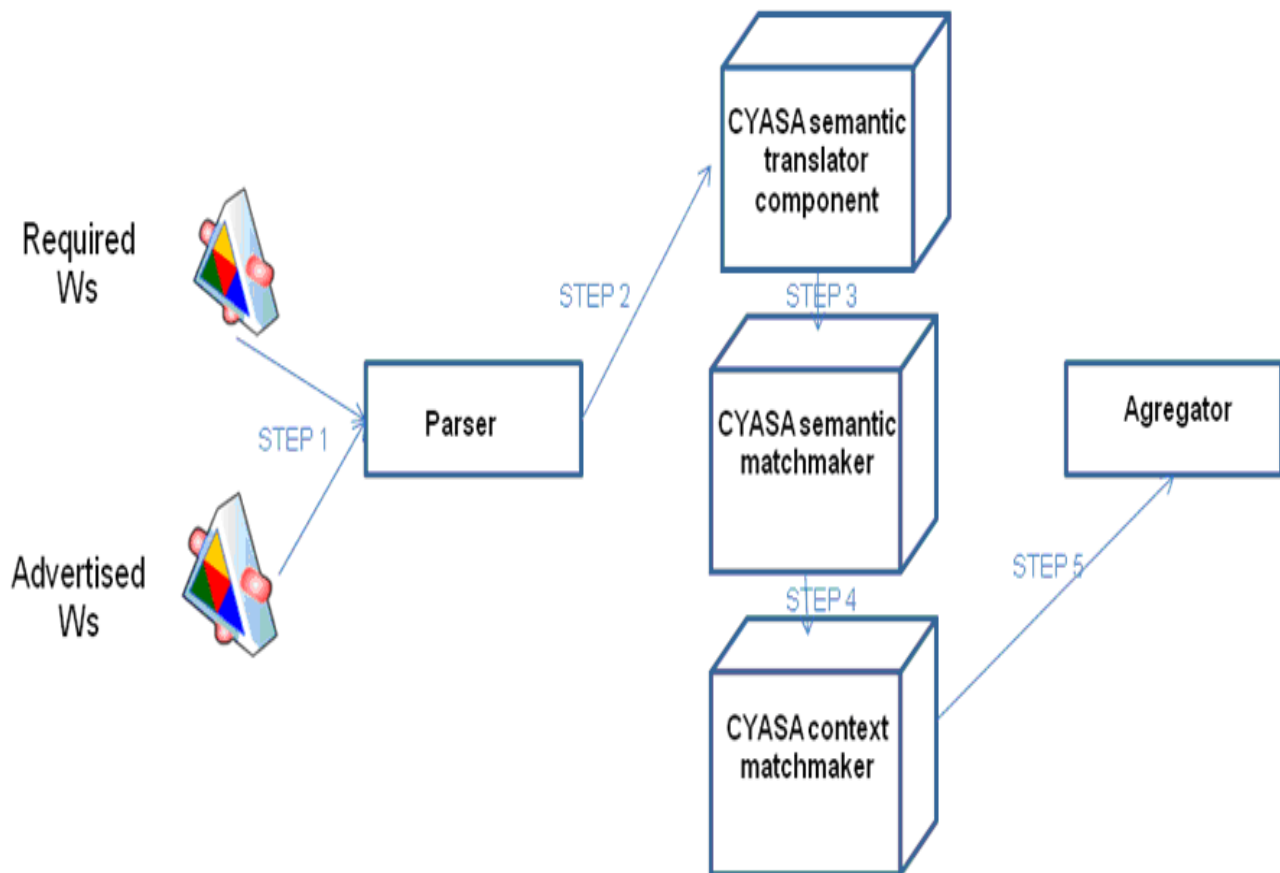 CYASA semantic
translator
component
Required
Ws
STEP 2
STEP 3
Parser
STEP 1
CYASA semantic
matchmaker
Agregator
Advertised
Ws
STEP 4
STEP 5
CYASA context
matchmaker